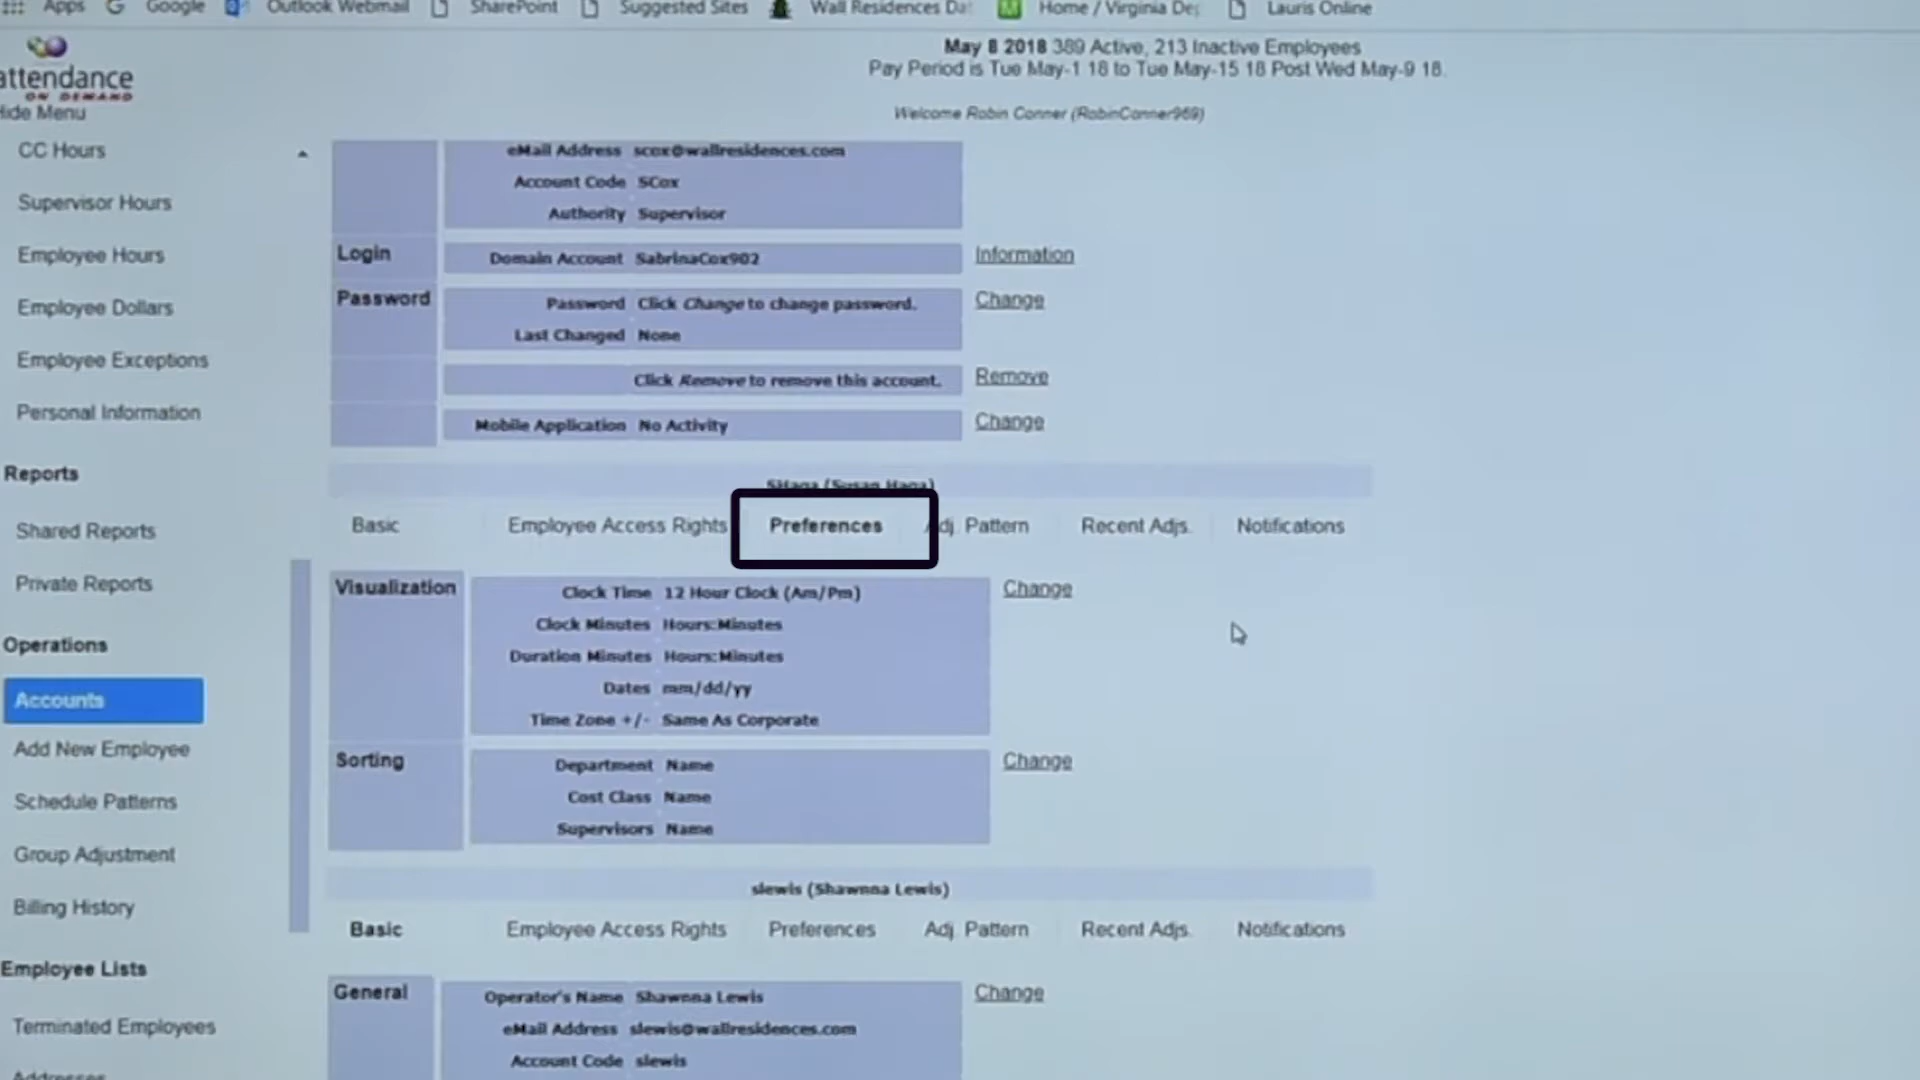 Apps Google Outlook Webmail SharePoint Suggested Sites Wall Residences Da Home / Virginia Dep Lauris Online
attendance
ON DEMAND
Hide Menu
May 8 2018 389 Active, 213 Inactive Employees
Pay Period is Tue May-1 18 to Tue May-15 18 Post Wed May-9 18.
Welcome Robin Conner (RobinConner969)
CC Hours
Supervisor Hours
Employee Hours
Employee Dollars
Employee Exceptions
Personal Information
Reports
Shared Reports
Private Reports
Operations
Accounts
Add New Employee
Schedule Patterns
Group Adjustment
Billing History
Employee Lists
Terminated Employees
Addresses
eMail Address scox@wallresidences.com
Account Code SCox
Authority Supervisor
Login Domain Account SabrinaCox902 Information
Password Password Click Change to change password. Change
Last Changed None
Click Remove to remove this account. Remove
Mobile Application No Activity Change
SHaga (Susan Haga)
Basic Employee Access Rights Preferences Adj. Pattern Recent Adjs. Notifications
Visualization Clock Time 12 Hour Clock (Am/Pm) Change
Clock Minutes Hours:Minutes
Duration Minutes Hours:Minutes
Dates mm/dd/yy
Time Zone +/- Same As Corporate
Sorting Department Name Change
Cost Class Name
Supervisors Name
slewis (Shawnna Lewis)
Basic Employee Access Rights Preferences Adj. Pattern Recent Adjs. Notifications
General Operator's Name Shawnna Lewis Change
eMail Address slewis@wallresidences.com
Account Code slewis